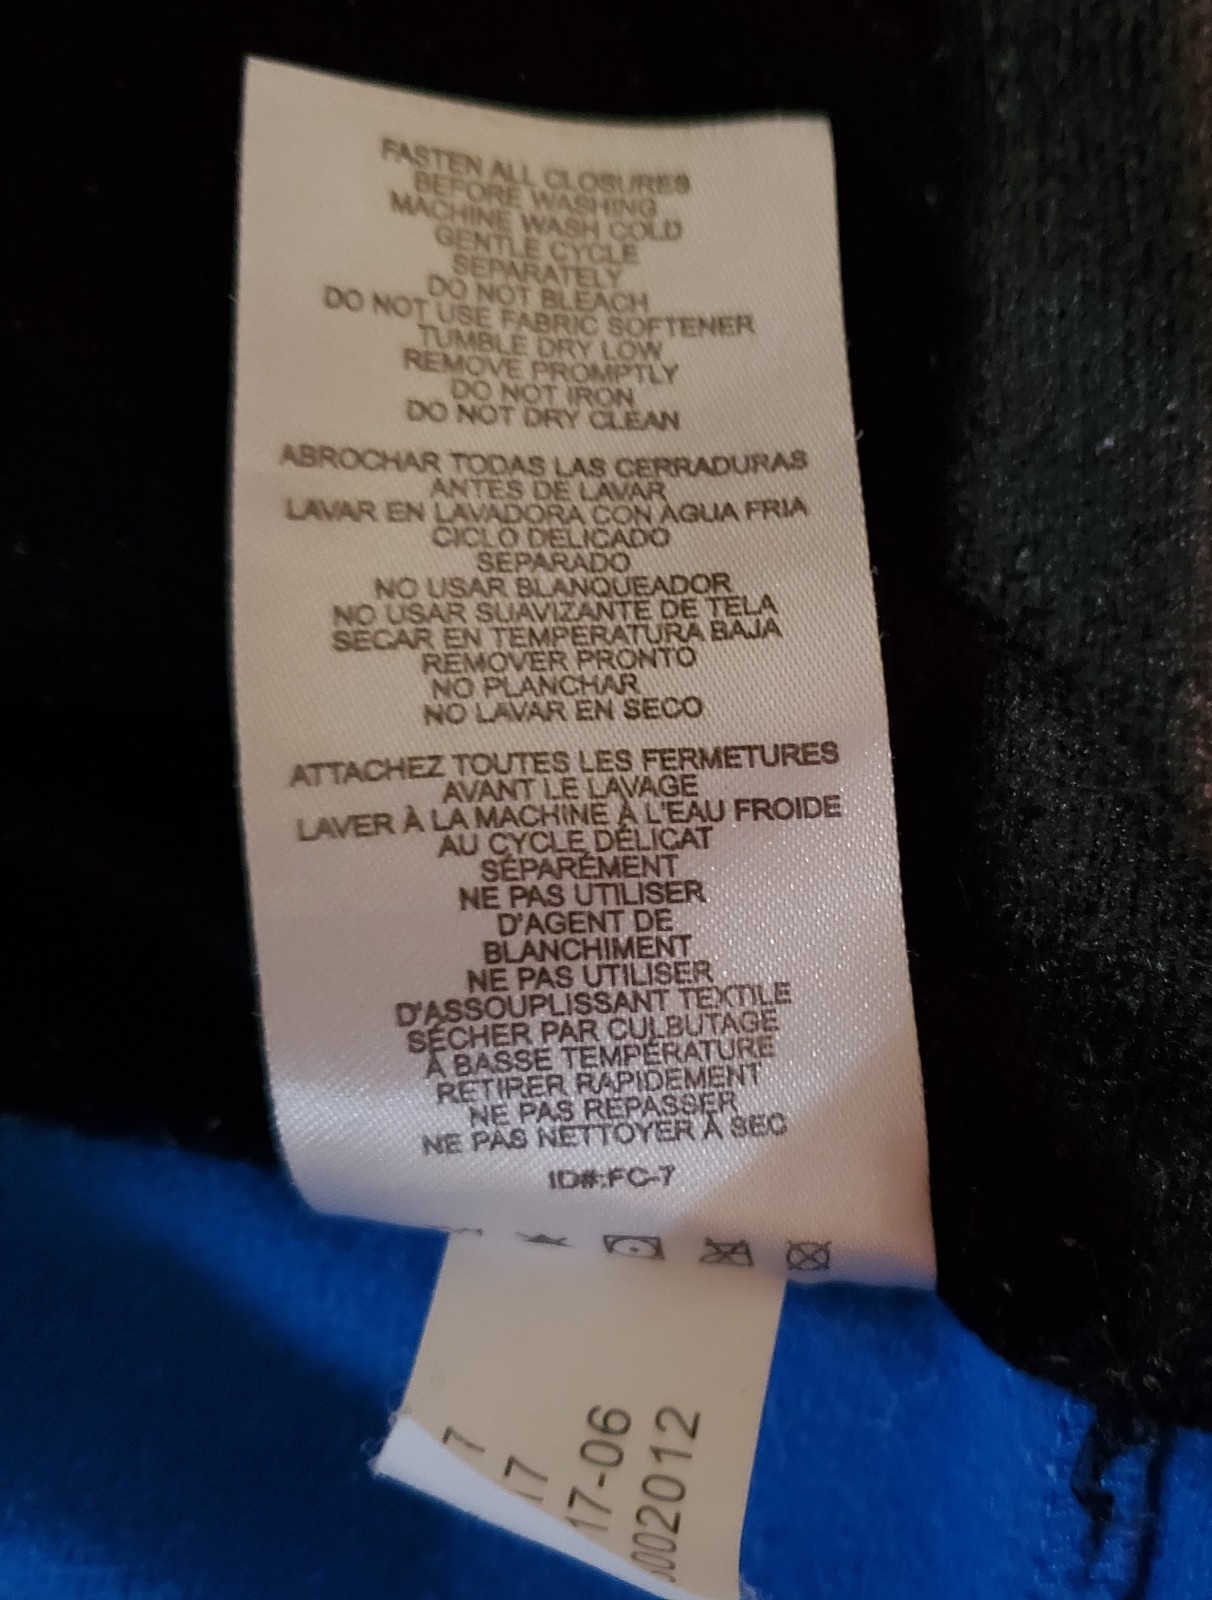 FASTEN ALL CLOSURES
BEFORE WASHING
MACHINE WASH COLD
GENTLE CYCLE
SEPARATELY
DO NOT BLEACH
DO NOT USE FABRIC SOFTENER
TUMBLE DRY LOW
REMOVE PROMPTLY
DO NOT IRON
DO NOT DRY CLEAN
ABROCHAR TODAS LAS CERRADURAS
ANTES DE LAVAR
LAVAR EN LAVADORA CON AGUA FRIA
CICLO DELICADO
SEPARADO
NO USAR BLANQUEADOR
NO USAR SUAVIZANTE DE TELA
SECAR EN TEMPERATURA BAJA
REMOVER PRONTO
NO PLANCHAR
NO LAVAR EN SECO
ATTACHEZ TOUTES LES FERMETURES
AVANT LE LAVAGE
LAVER À LA MACHINE À L'EAU FROIDE
AU CYCLE DÉLICAT
SÉPARÉMENT
NE PAS UTILISER
D'AGENT DE
BLANCHIMENT
NE PAS UTILISER
D'ASSOUPLISSANT TEXTILE
SÉCHER PAR CULBUTAGE
À BASSE TEMPÉRATURE
RETIRER RAPIDEMENT
NE PAS REPASSER
NE PAS NETTOYER À SEC
ID#:FC-7
7
17
17-06
002012